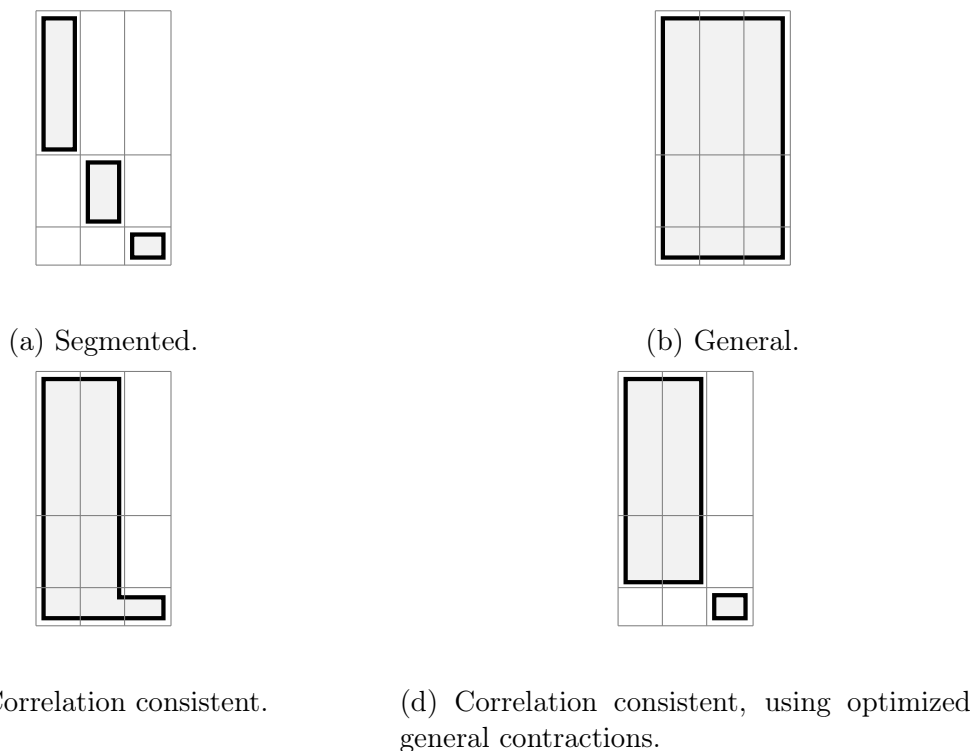 (a) Segmented.
(b) General.
Correlation consistent.
(d) Correlation consistent, using optimized
general contractions.